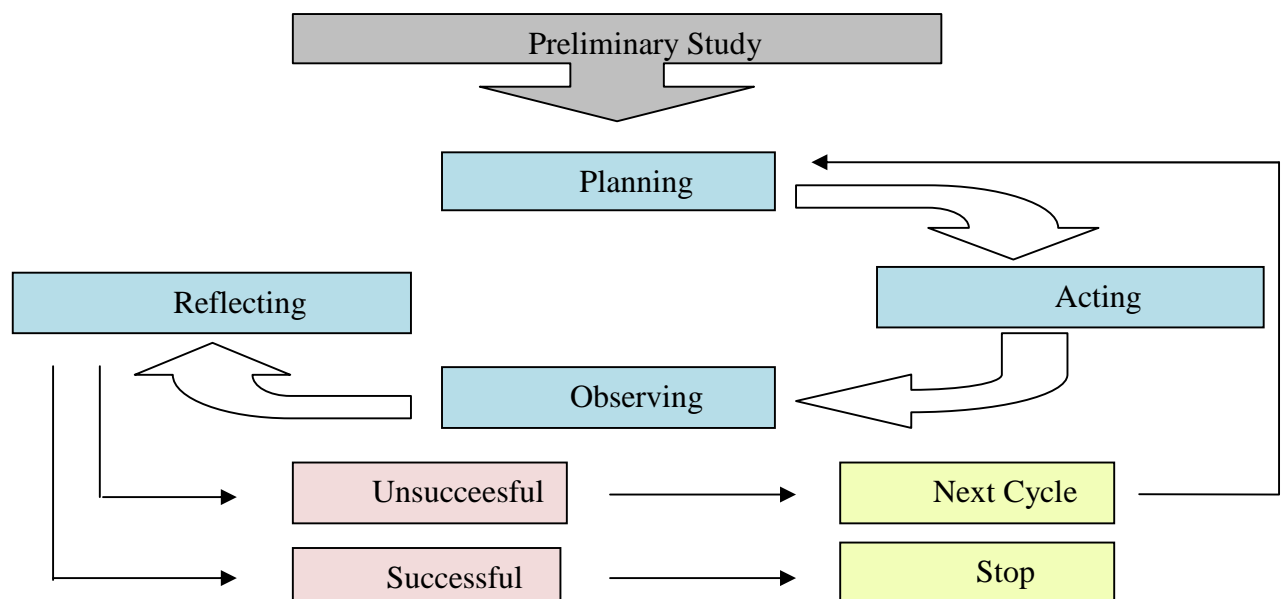 Preliminary Study
Planning
Acting
Reflecting
Observing
Unsucceesful
Next Cycle
Successful
Stop